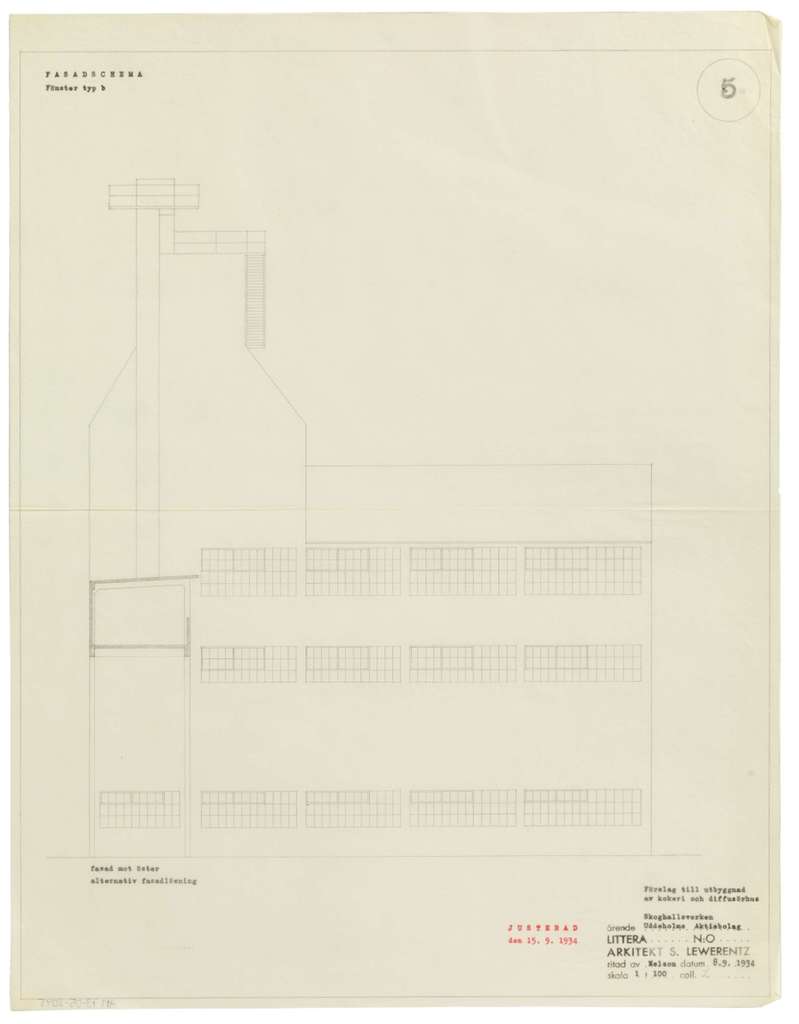 FASADSCHEMA
Fönster typ b
5
fasad mot öster
alternativ fasadlösning
Förslag till utbyggnad
av kokeri och diffusörhus
Skoghallsverken
ärende Uddeholms Aktiebolag
LITTERA ...... N:O .....
ARKITEKT S. LEWERENTZ
ritad av Nelson datum 8.9. 1934
skala 1 : 100 coll.
JUSTERAD
den 15. 9. 1934